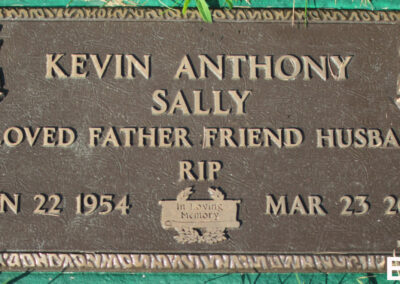 KEVIN ANTHONY
SALLY
OVED FATHER FRIEND HUSBA
RIP
N 22 1954 MAR 23 2
In Loving
Memory